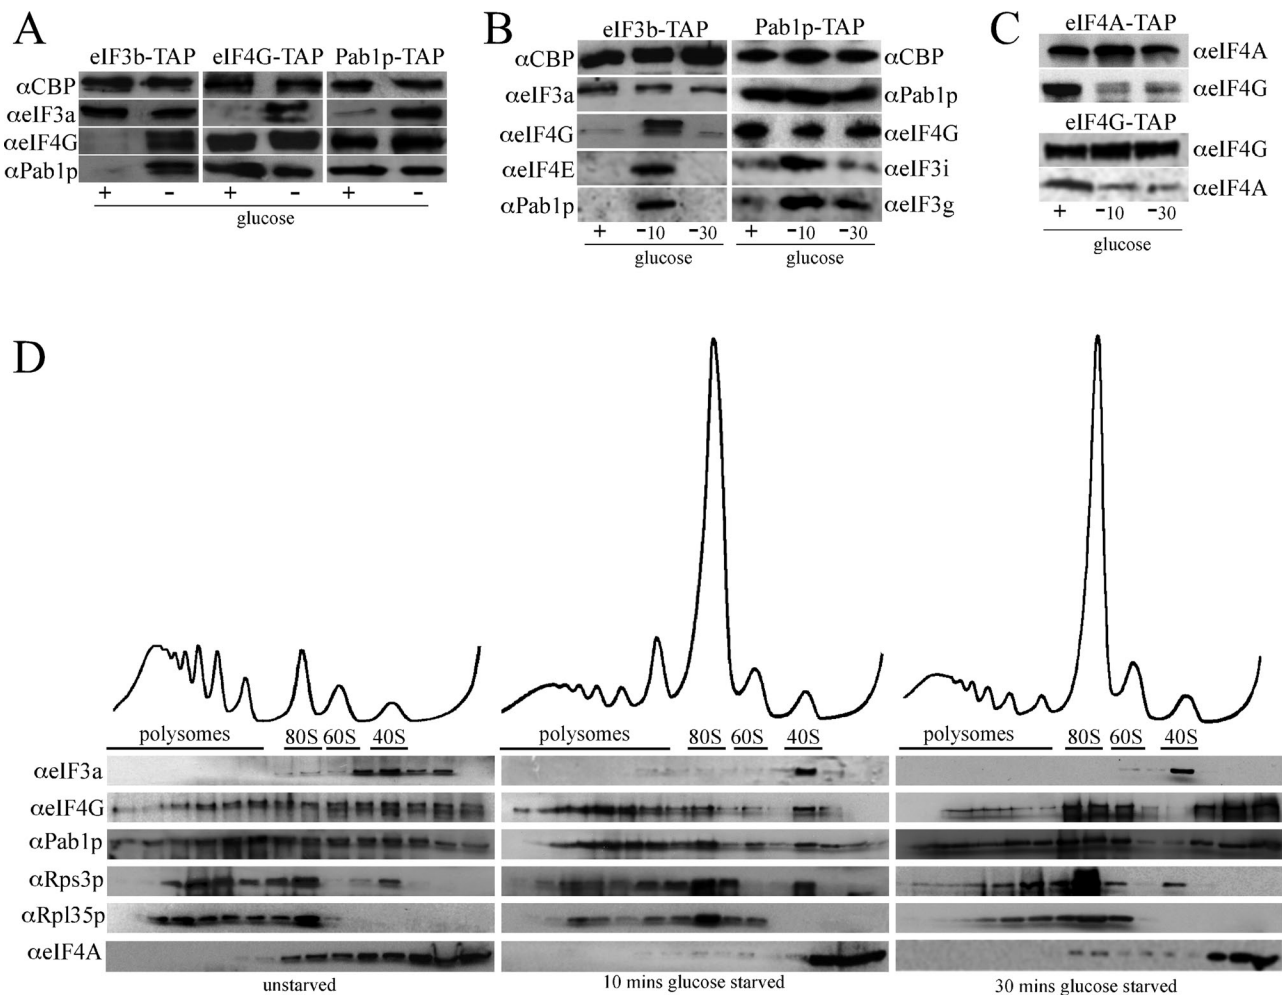 A
eIF3b-TAP eIF4G-TAP Pab1p-TAP
αCBP
αeIF3a
αeIF4G
αPab1p
+ - + - + -
glucose
B
eIF3b-TAP Pab1p-TAP
αCBP αCBP
αeIF3a αPab1p
αeIF4G αeIF4G
αeIF4E αeIF3i
αPab1p αeIF3g
+ -10 -30 + -10 -30
glucose glucose
C
eIF4A-TAP
αeIF4A
αeIF4G
eIF4G-TAP
αeIF4G
αeIF4A
+ -10 -30
glucose
D
polysomes 80S 60S 40S polysomes 80S 60S 40S polysomes 80S 60S 40S
αeIF3a
αeIF4G
αPab1p
αRps3p
αRpl35p
αeIF4A
unstarved 10 mins glucose starved 30 mins glucose starved